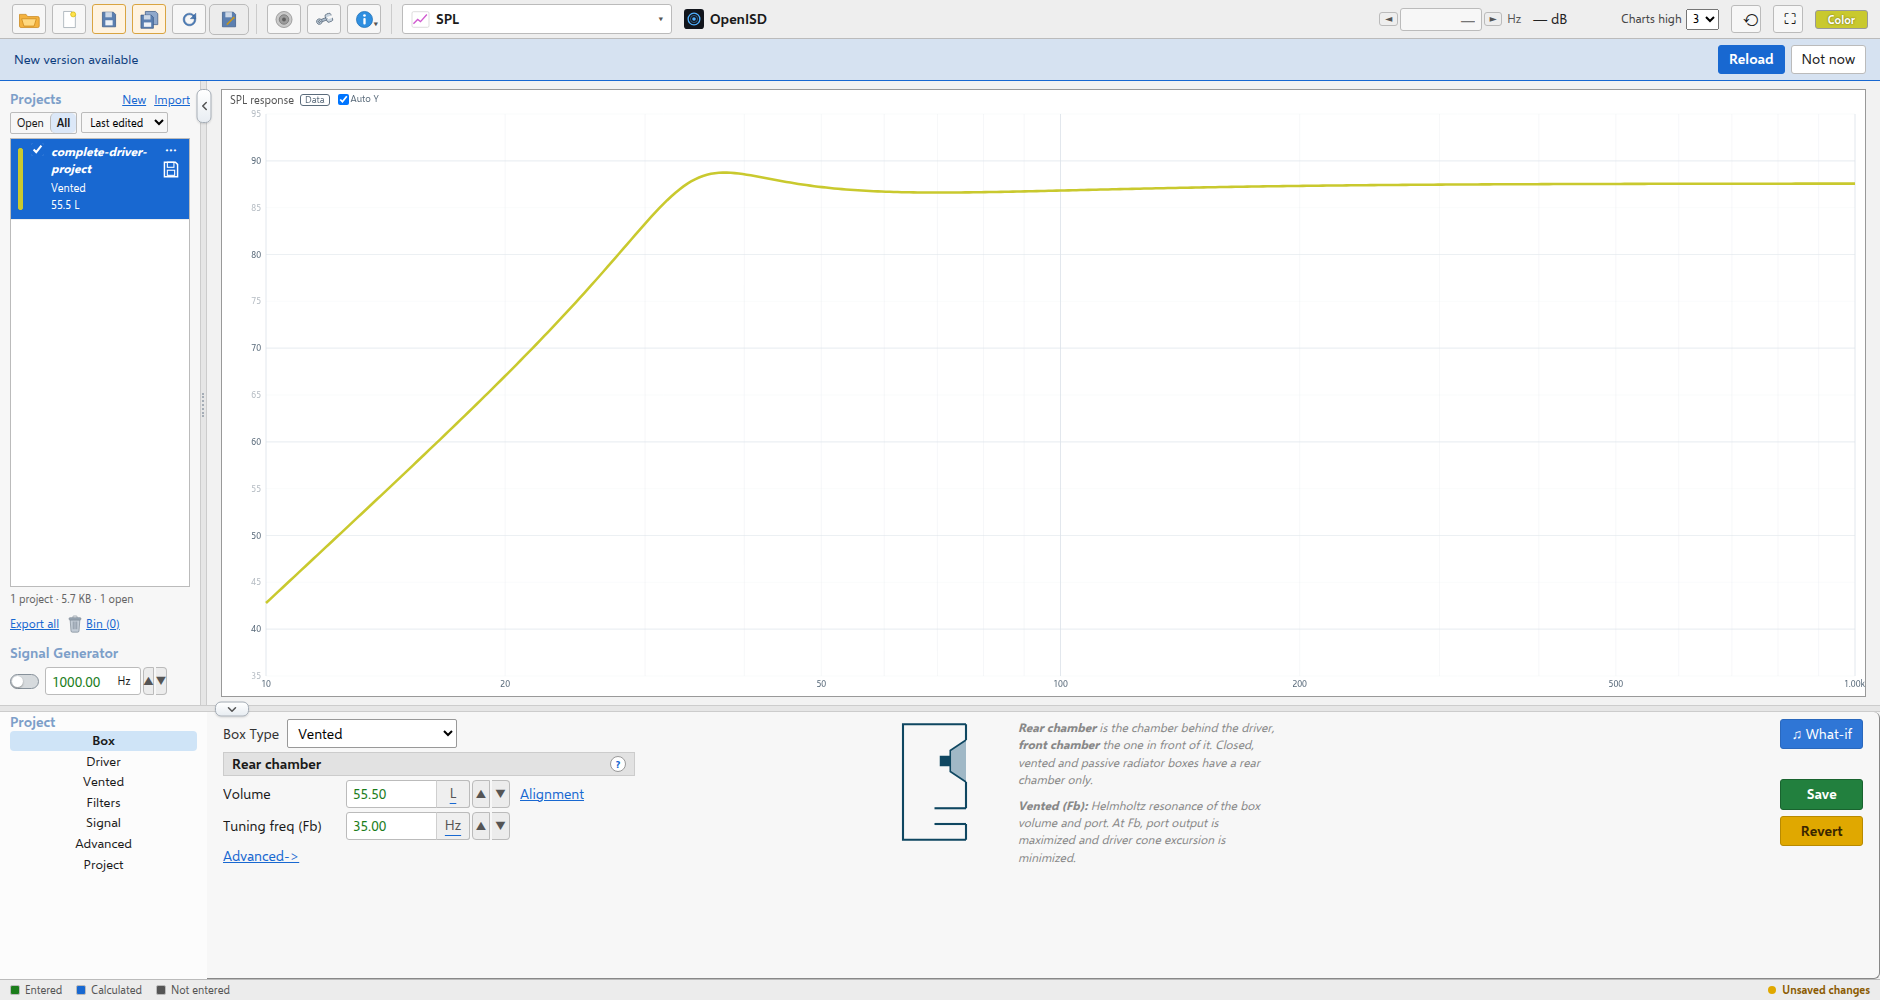 SPL
OpenISD
—
Hz
— dB
Charts high
3
Color
New version available
Reload
Not now
Projects
New
Import
Open
All
Last edited
complete-driver-
project
Vented
55.5 L
1 project · 5.7 KB · 1 open
Export all
Bin (0)
Signal Generator
1000.00
Hz
SPL response
Data
Auto Y
95
90
85
80
75
70
65
60
55
50
45
40
35
10
20
50
100
200
500
1.00k
Project
Box
Driver
Vented
Filters
Signal
Advanced
Project
Box Type
Vented
Rear chamber
?
Volume
55.50
L
Alignment
Tuning freq (Fb)
35.00
Hz
Advanced->
Rear chamber is the chamber behind the driver,
front chamber the one in front of it. Closed,
vented and passive radiator boxes have a rear
chamber only.
Vented (Fb): Helmholtz resonance of the box
volume and port. At Fb, port output is
maximized and driver cone excursion is
minimized.
♫ What-if
Save
Revert
Entered
Calculated
Not entered
Unsaved changes